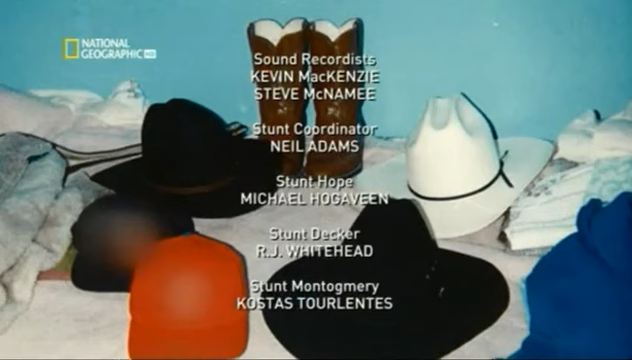 NATIONAL
GEOGRAPHIC HD
Sound Recordists
KEVIN MacKENZIE
STEVE McNAMEE
Stunt Coordinator
NEIL ADAMS
Stunt Hope
MICHAEL HOGAVEEN
Stunt Decker
R.J. WHITEHEAD
Stunt Montogmery
KOSTAS TOURLENTES